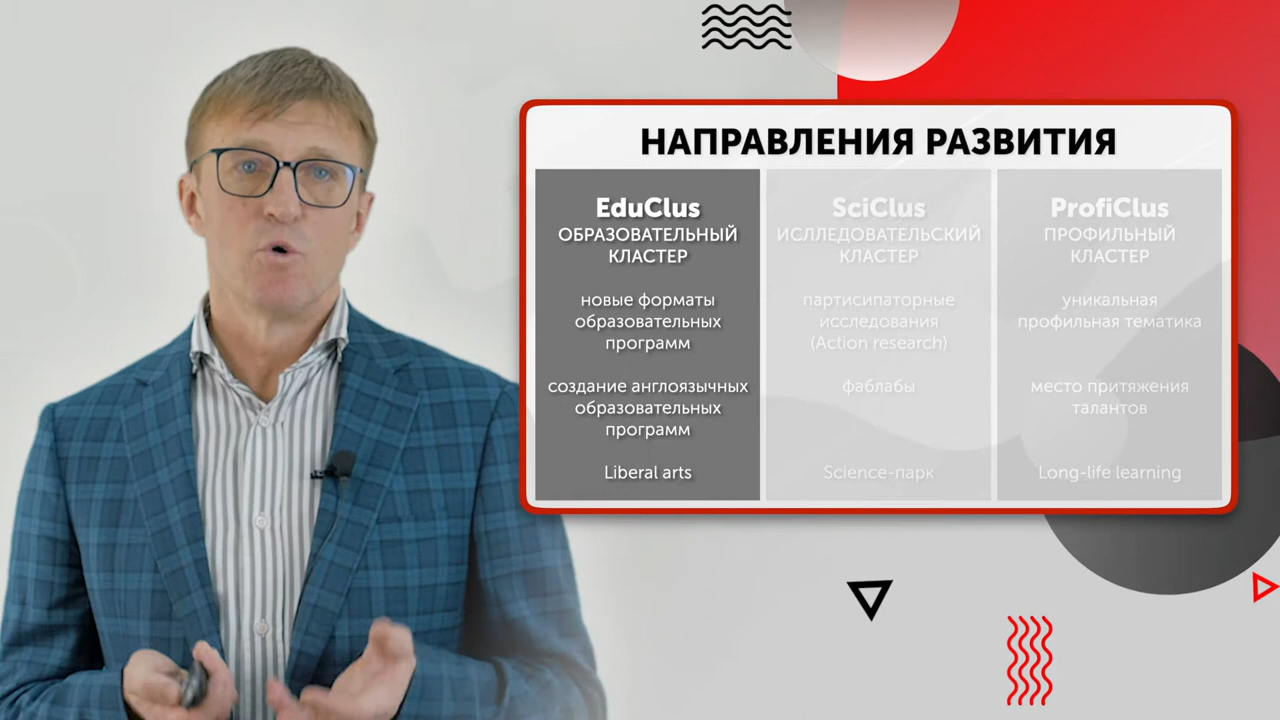 НАПРАВЛЕНИЯ РАЗВИТИЯ
EduClus
ОБРАЗОВАТЕЛЬНЫЙ
КЛАСТЕР
новые форматы
образовательных
программ
создание англоязычных
образовательных
программ
Liberal arts
SciClus
ИСЛЛЕДОВАТЕЛЬСКИЙ
КЛАСТЕР
партисипаторные
исследования
(Action research)
фаблабы
Science-парк
ProfiClus
ПРОФИЛЬНЫЙ
КЛАСТЕР
уникальная
профильная тематика
место притяжения
талантов
Long-life learning